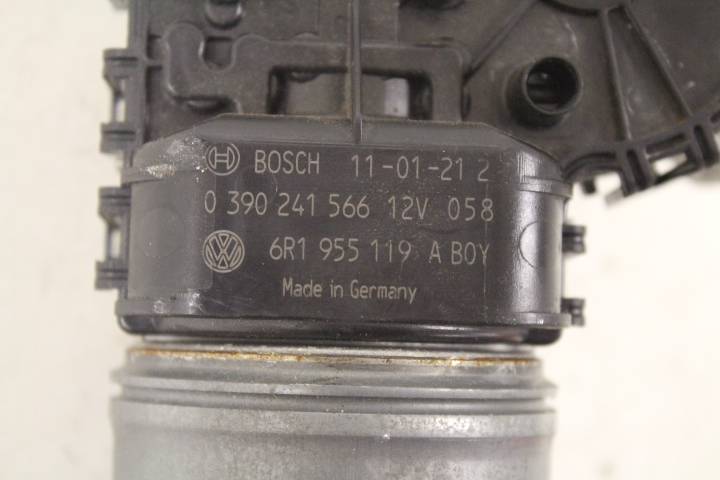 BOSCH 11-01-21 2
0 390 241 566 12V 058
6R1 955 119 A BOY
Made in Germany